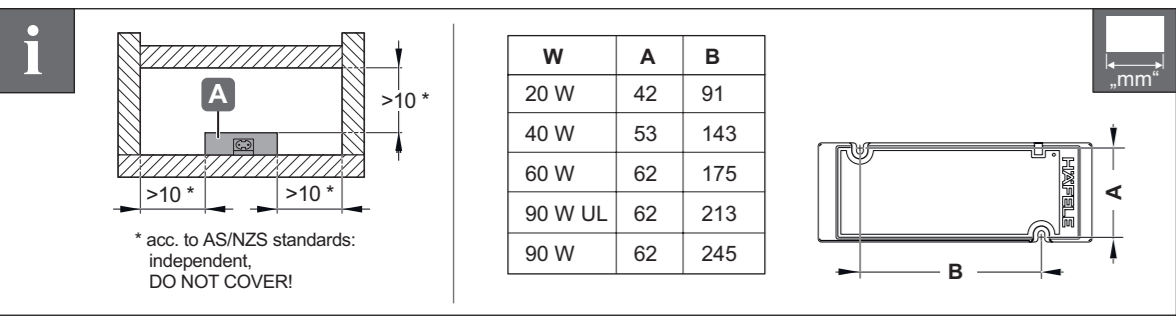 i
A
>10 *
>10 *
>10 *
* acc. to AS/NZS standards:
independent,
DO NOT COVER!
W A B
20 W 42 91
40 W 53 143
60 W 62 175
90 W UL 62 213
90 W 62 245
HÄFELE
A
B
„mm“